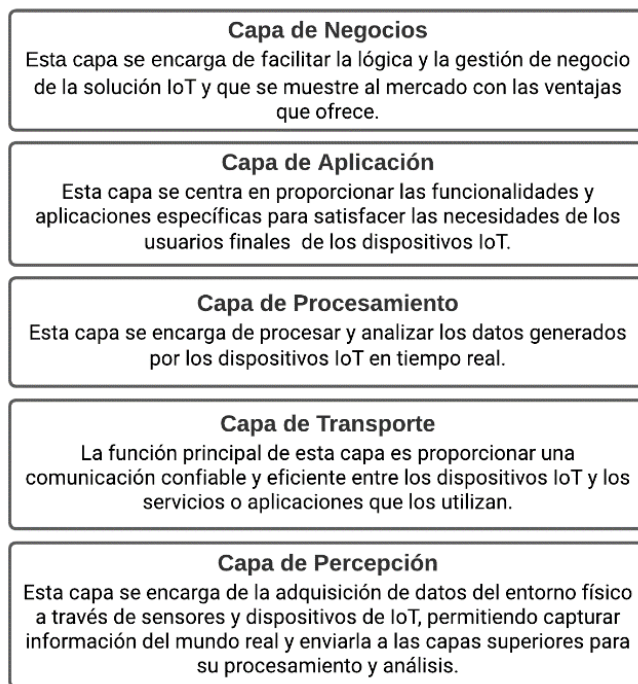 Capa de Negocios
Esta capa se encarga de facilitar la lógica y la gestión de negocio
de la solución IoT y que se muestre al mercado con las ventajas
que ofrece.
Capa de Aplicación
Esta capa se centra en proporcionar las funcionalidades y
aplicaciones específicas para satisfacer las necesidades de los
usuarios finales de los dispositivos IoT.
Capa de Procesamiento
Esta capa se encarga de procesar y analizar los datos generados
por los dispositivos IoT en tiempo real.
Capa de Transporte
La función principal de esta capa es proporcionar una
comunicación confiable y eficiente entre los dispositivos IoT y los
servicios o aplicaciones que los utilizan.
Capa de Percepción
Esta capa se encarga de la adquisición de datos del entorno físico
a través de sensores y dispositivos de IoT, permitiendo capturar
información del mundo real y enviarla a las capas superiores para
su procesamiento y análisis.